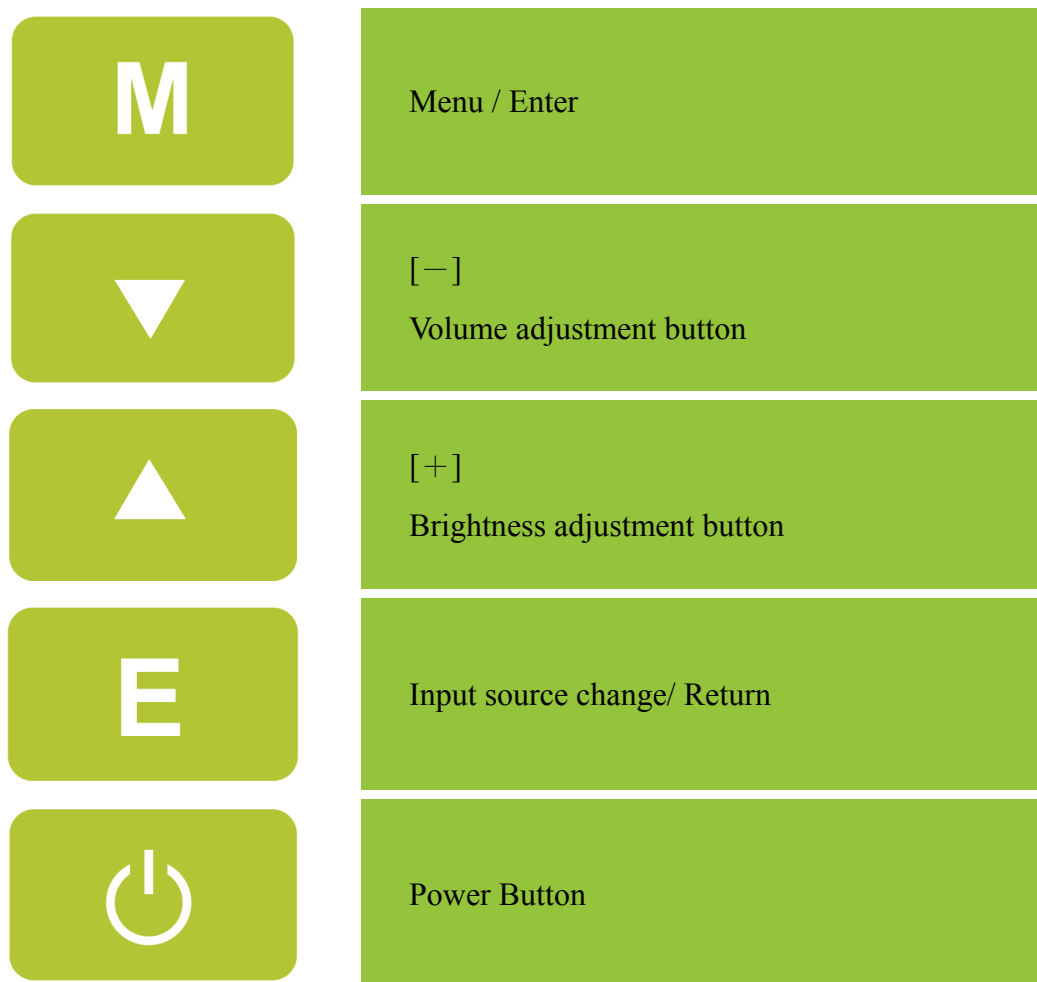 M
Menu / Enter
[－]
Volume adjustment button
[＋]
Brightness adjustment button
E
Input source change/ Return
Power Button